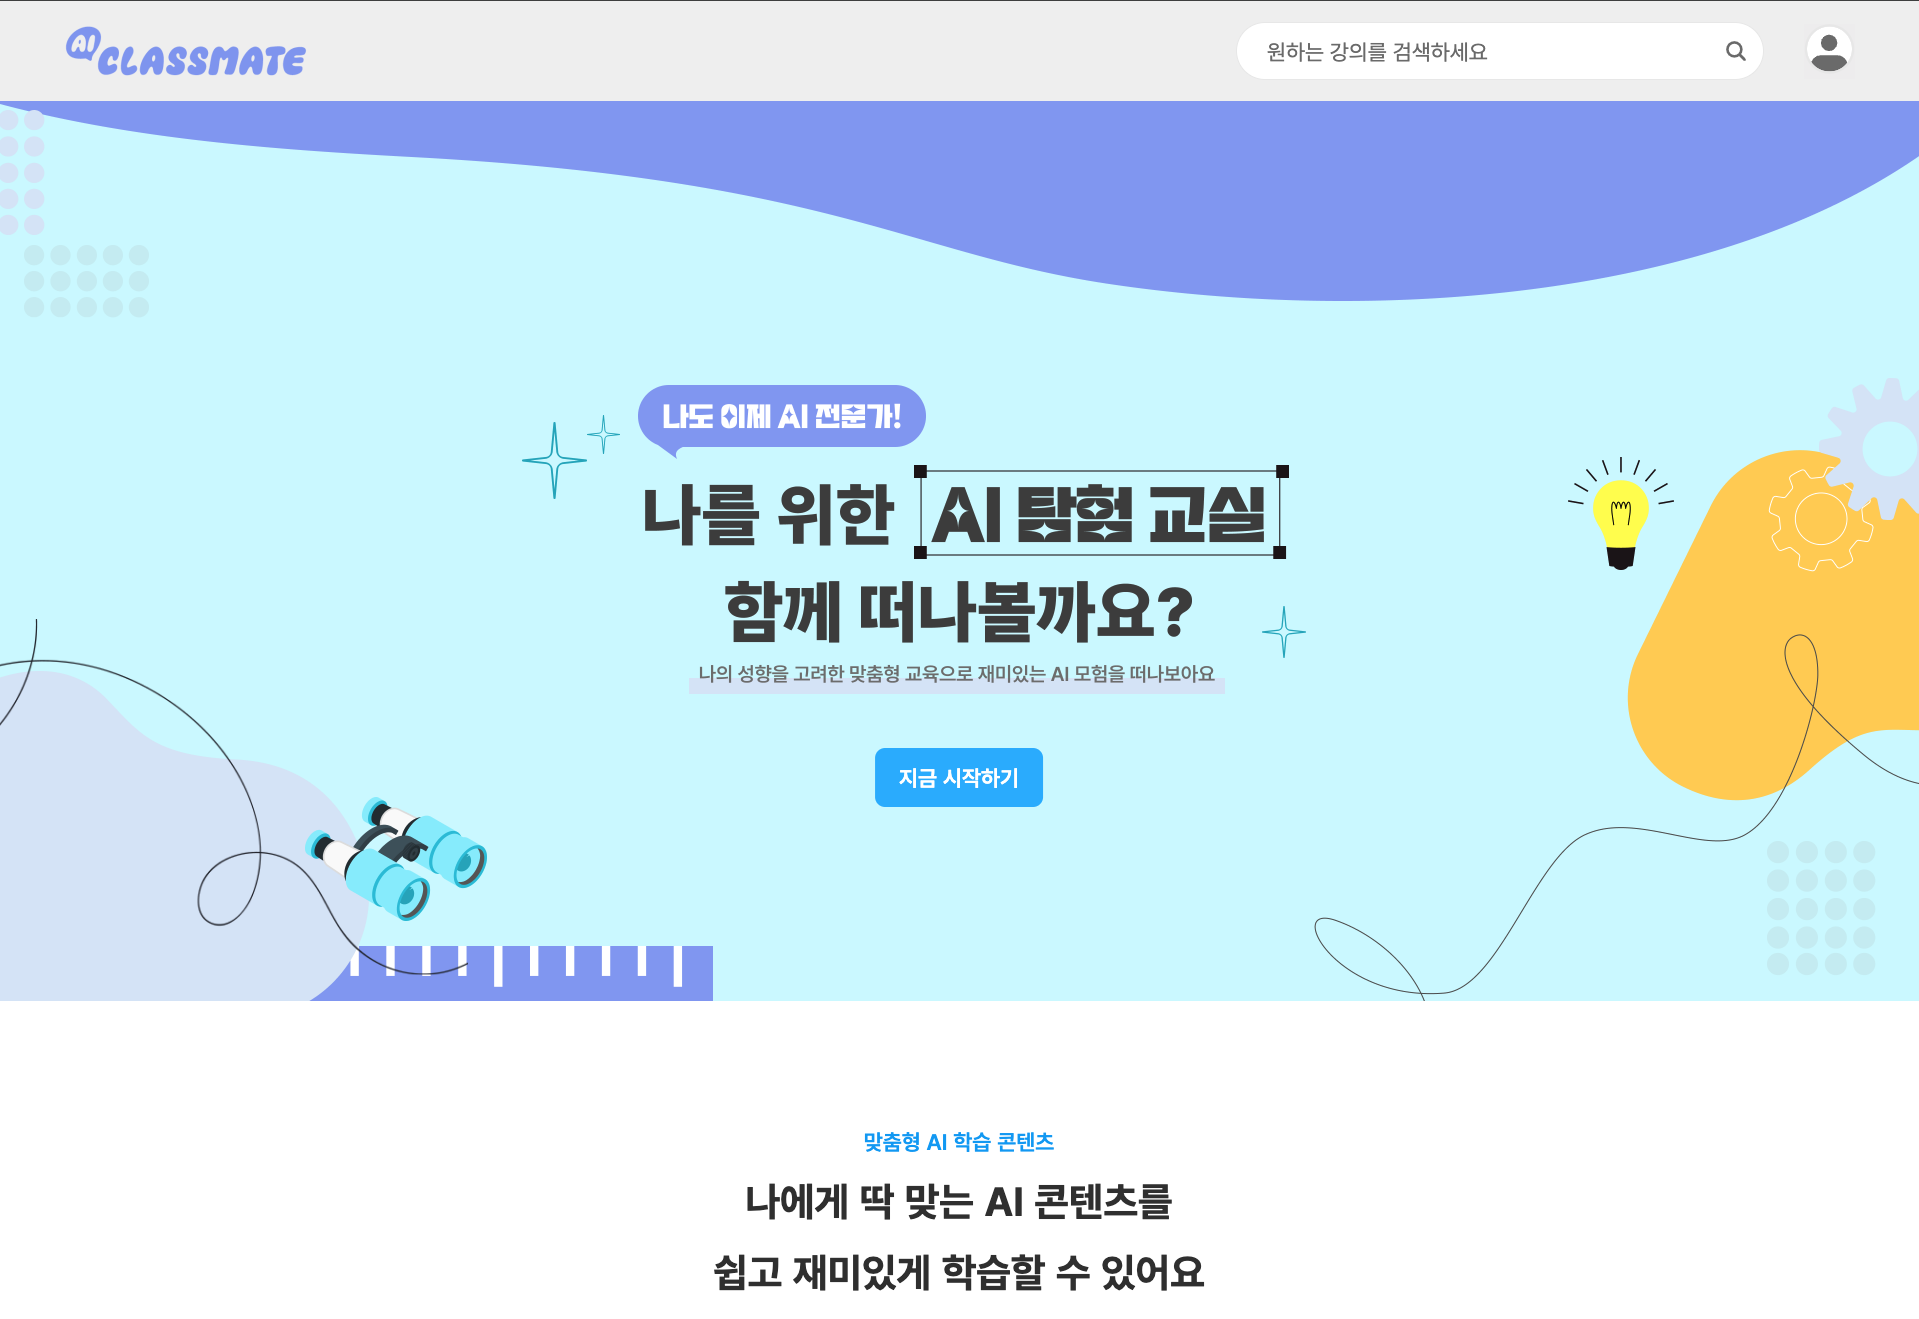 AI CLASSMATE
원하는 강의를 검색하세요
나도 이제 AI 전문가!
나를 위한 AI 탐험 교실
함께 떠나볼까요?
나의 성향을 고려한 맞춤형 교육으로 재미있는 AI 모험을 떠나보아요
지금 시작하기
맞춤형 AI 학습 콘텐츠
나에게 딱 맞는 AI 콘텐츠를
쉽고 재미있게 학습할 수 있어요